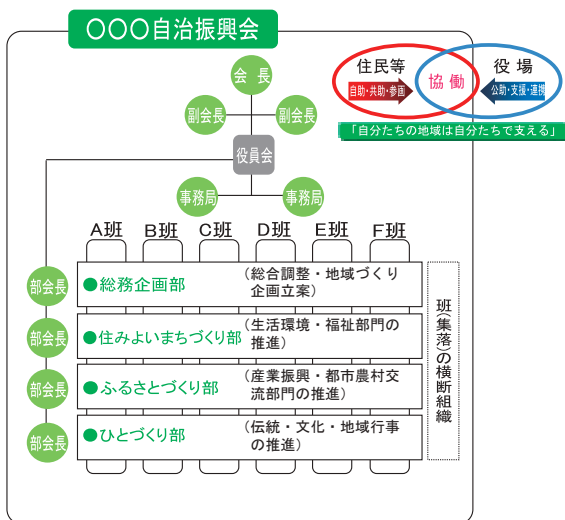 〇〇〇自治振興会
会長
副会長
副会長
役員会
事務局
事務局
住民等
協働
役場
自助・共助・参画
公助・支援・連携
「自分たちの地域は自分たちで支える」
A班 B班 C班 D班 E班 F班
部会長
●総務企画部
(総合調整・地域づくり
企画立案)
部会長
●住みよいまちづくり部
(生活環境・福祉部門の
推進)
部会長
●ふるさとづくり部
(産業振興・都市農村交
流部門の推進)
部会長
●ひとづくり部
(伝統・文化・地域行事
の推進)
班(集落)の横断組織